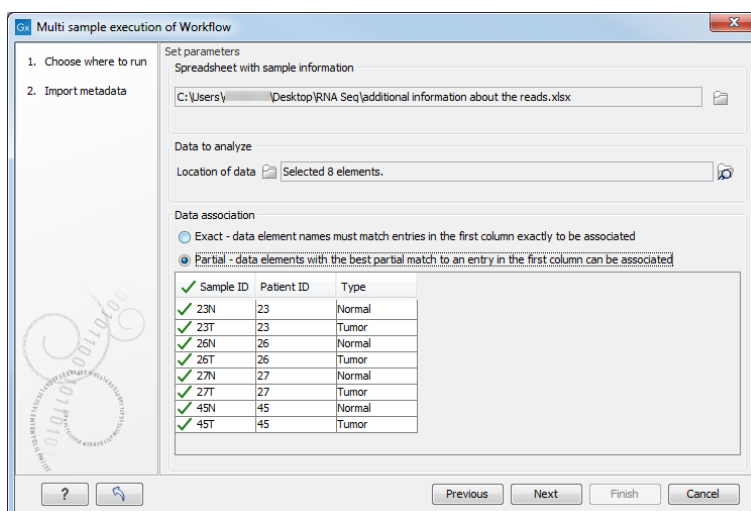 Gx Multi sample execution of Workflow
1. Choose where to run
2. Import metadata
Set parameters
Spreadsheet with sample information
C:\Users\ \Desktop\RNA Seq\additional information about the reads.xlsx
Data to analyze
Location of data Selected 8 elements.
Data association
Exact - data element names must match entries in the first column exactly to be associated
Partial - data elements with the best partial match to an entry in the first column can be associated
Sample ID Patient ID Type
23N 23 Normal
23T 23 Tumor
26N 26 Normal
26T 26 Tumor
27N 27 Normal
27T 27 Tumor
45N 45 Normal
45T 45 Tumor
? Previous Next Finish Cancel